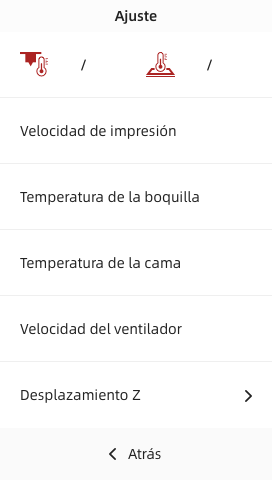 Ajuste
/ /
Velocidad de impresión
Temperatura de la boquilla
Temperatura de la cama
Velocidad del ventilador
Desplazamiento Z
Atrás